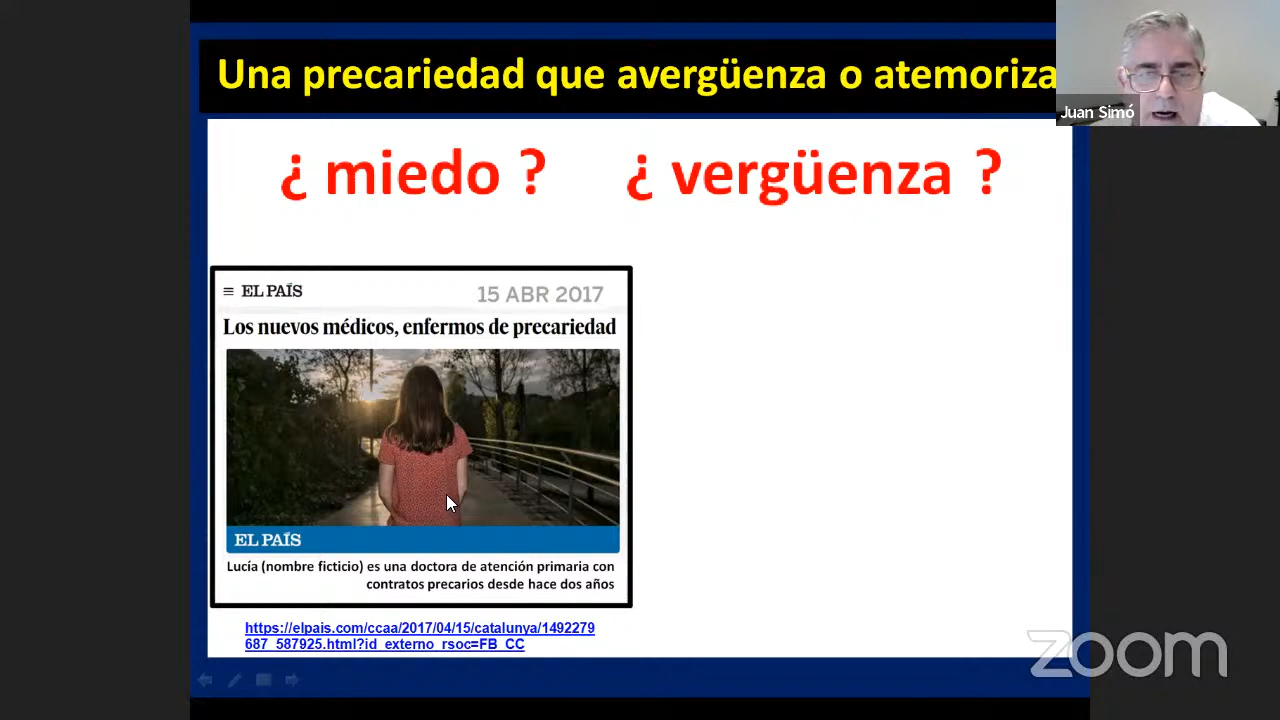 Una precariedad que avergüenza o atemoriza
Juan Simó
¿ miedo ? ¿ vergüenza ?
≡ EL PAÍS
15 ABR 2017
Los nuevos médicos, enfermos de precariedad
EL PAÍS
Lucía (nombre ficticio) es una doctora de atención primaria con
contratos precarios desde hace dos años
https://elpais.com/ccaa/2017/04/15/catalunya/1492279
687_587925.html?id_externo_rsoc=FB_CC
zoom